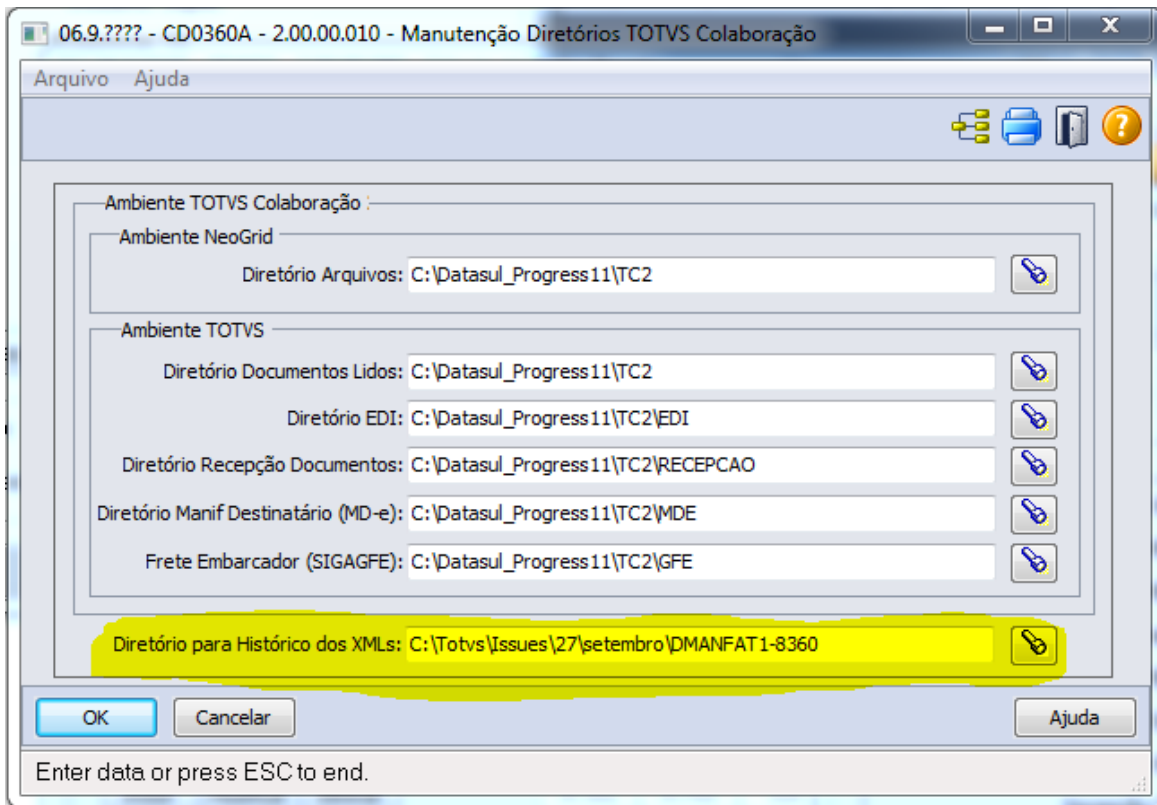 06.9.???? - CD0360A - 2.00.00.010 - Manutenção Diretórios TOTVS Colaboração
Arquivo Ajuda
Ambiente TOTVS Colaboração :
Ambiente NeoGrid
Diretório Arquivos: C:\Datasul_Progress11\TC2
Ambiente TOTVS
Diretório Documentos Lidos: C:\Datasul_Progress11\TC2
Diretório EDI: C:\Datasul_Progress11\TC2\EDI
Diretório Recepção Documentos: C:\Datasul_Progress11\TC2\RECEPCAO
Diretório Manif Destinatário (MD-e): C:\Datasul_Progress11\TC2\MDE
Frete Embarcador (SIGAGFE): C:\Datasul_Progress11\TC2\GFE
Diretório para Histórico dos XMLs: C:\Totvs\Issues\27\setembro\DMANFAT1-8360
OK Cancelar Ajuda
Enter data or press ESC to end.